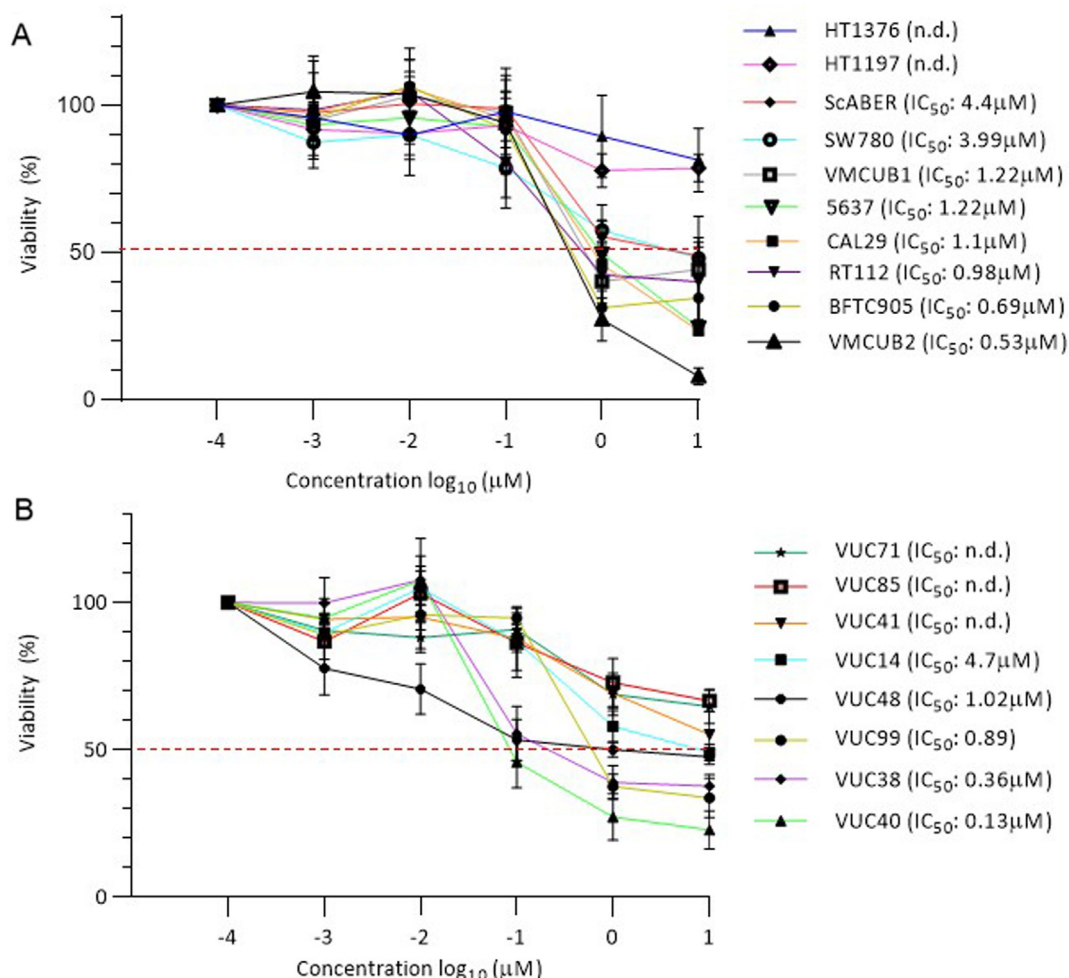 A
HT1376 (n.d.)
HT1197 (n.d.)
ScABER (IC50: 4.4µM)
SW780 (IC50: 3.99µM)
VMCUB1 (IC50: 1.22µM)
5637 (IC50: 1.22µM)
CAL29 (IC50: 1.1µM)
RT112 (IC50: 0.98µM)
BFTC905 (IC50: 0.69µM)
VMCUB2 (IC50: 0.53µM)
Viability (%)
100
50
0
-4 -3 -2 -1 0 1
Concentration log10 (µM)
B
VUC71 (IC50: n.d.)
VUC85 (IC50: n.d.)
VUC41 (IC50: n.d.)
VUC14 (IC50: 4.7µM)
VUC48 (IC50: 1.02µM)
VUC99 (IC50: 0.89)
VUC38 (IC50: 0.36µM)
VUC40 (IC50: 0.13µM)
Viability (%)
100
50
0
-4 -3 -2 -1 0 1
Concentration log10 (µM)